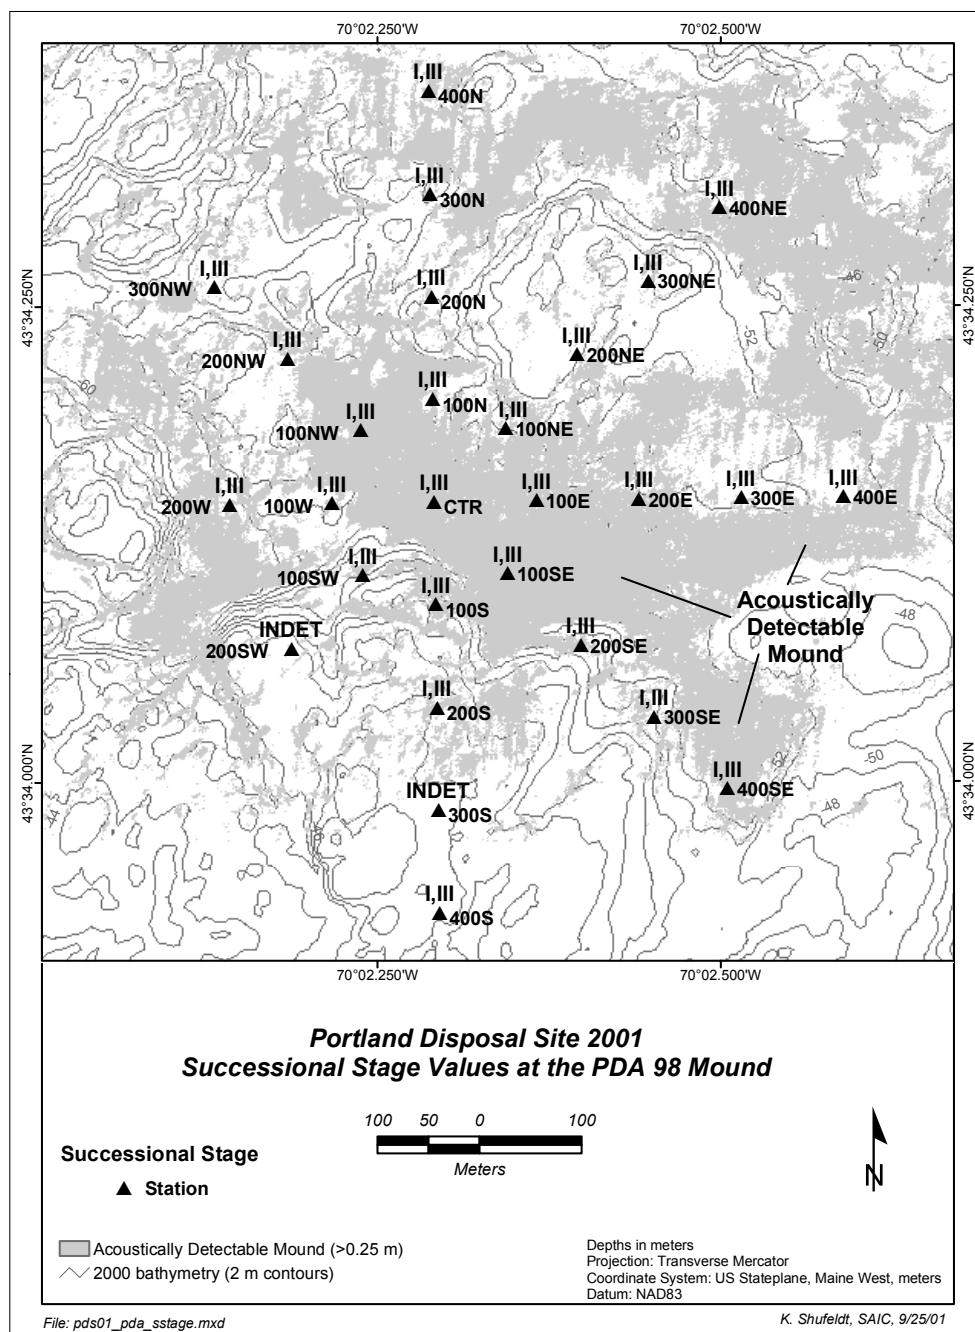 70°02.250'W
70°02.500'W
I,III
400N
I,III
300N
I,III
400NE
I,III
300NW
I,III
200N
I,III
300NE
-46
-50
-52
43°34.250'N
43°34.250'N
I,III
200NW
I,III
200NE
-60
I,III
100N
I,III
100NW
I,III
100NE
I,III
200W
I,III
100W
I,III
CTR
I,III
100E
I,III
200E
I,III
300E
I,III
400E
I,III
100SW
I,III
100SE
I,III
100S
Acoustically
Detectable
Mound
-48
INDET
200SW
I,III
200SE
I,III
200S
I,III
300SE
-52
-50
I,III
400SE
-48
INDET
300S
-44
43°34.000'N
43°34.000'N
I,III
400S
70°02.250'W
70°02.500'W
Portland Disposal Site 2001
Successional Stage Values at the PDA 98 Mound
100 50 0 100
Meters
N
Successional Stage
Station
Acoustically Detectable Mound (>0.25 m)
2000 bathymetry (2 m contours)
Depths in meters
Projection: Transverse Mercator
Coordinate System: US Stateplane, Maine West, meters
Datum: NAD83
File: pds01_pda_sstage.mxd
K. Shufeldt, SAIC, 9/25/01